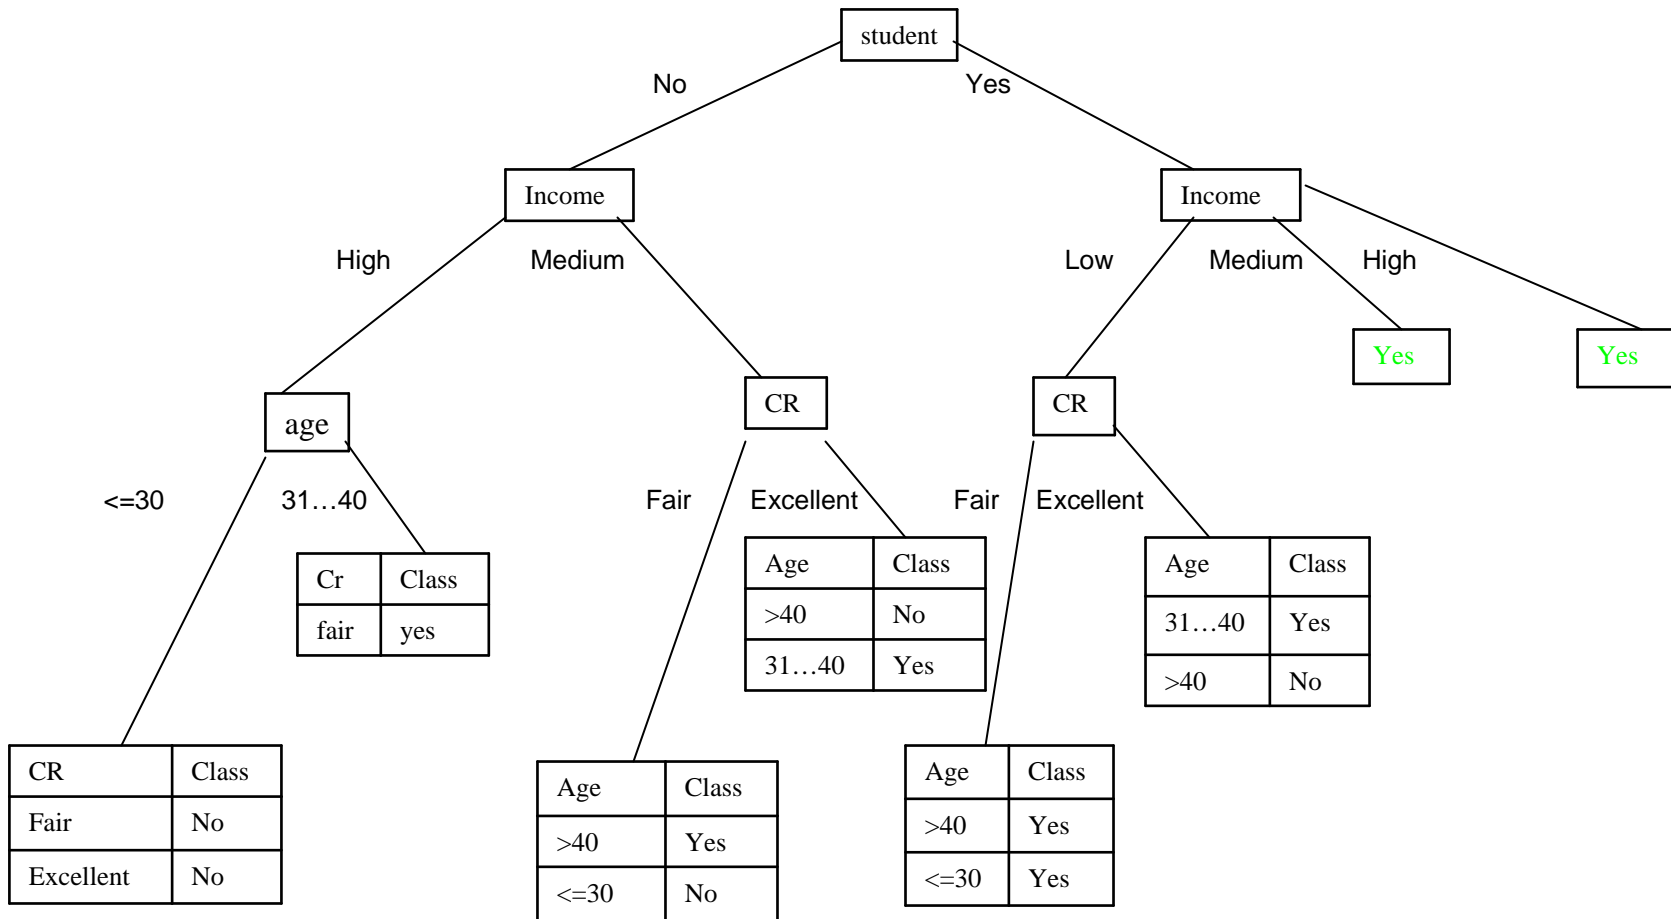 student
No Yes
Income Income
High Medium Low Medium High
Yes Yes
age CR CR
<=30 31…40 Fair Excellent Fair Excellent
Cr Class
fair yes
Age Class
>40 No
31…40 Yes
Age Class
31…40 Yes
>40 No
CR Class
Fair No
Excellent No
Age Class
>40 Yes
<=30 No
Age Class
>40 Yes
<=30 Yes